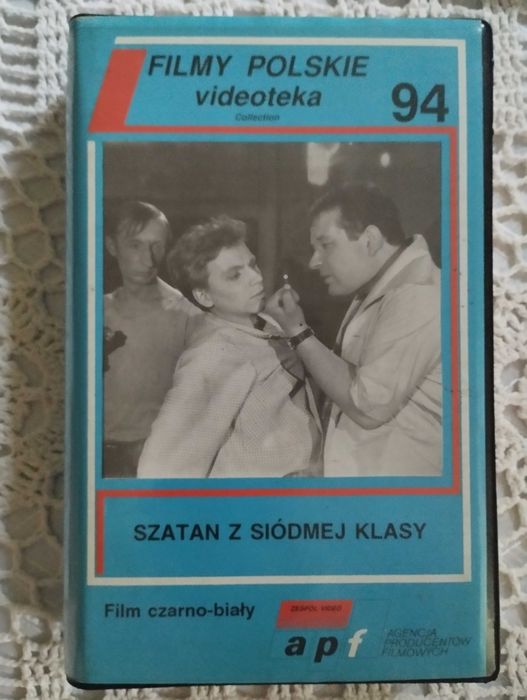 FILMY POLSKIE
videoteka
Collection
94
SZATAN Z SIÓDMEJ KLASY
Film czarno-biały
ZESPÓŁ VIDEO
apf
AGENCJA
PRODUCENTÓW
FILMOWYCH